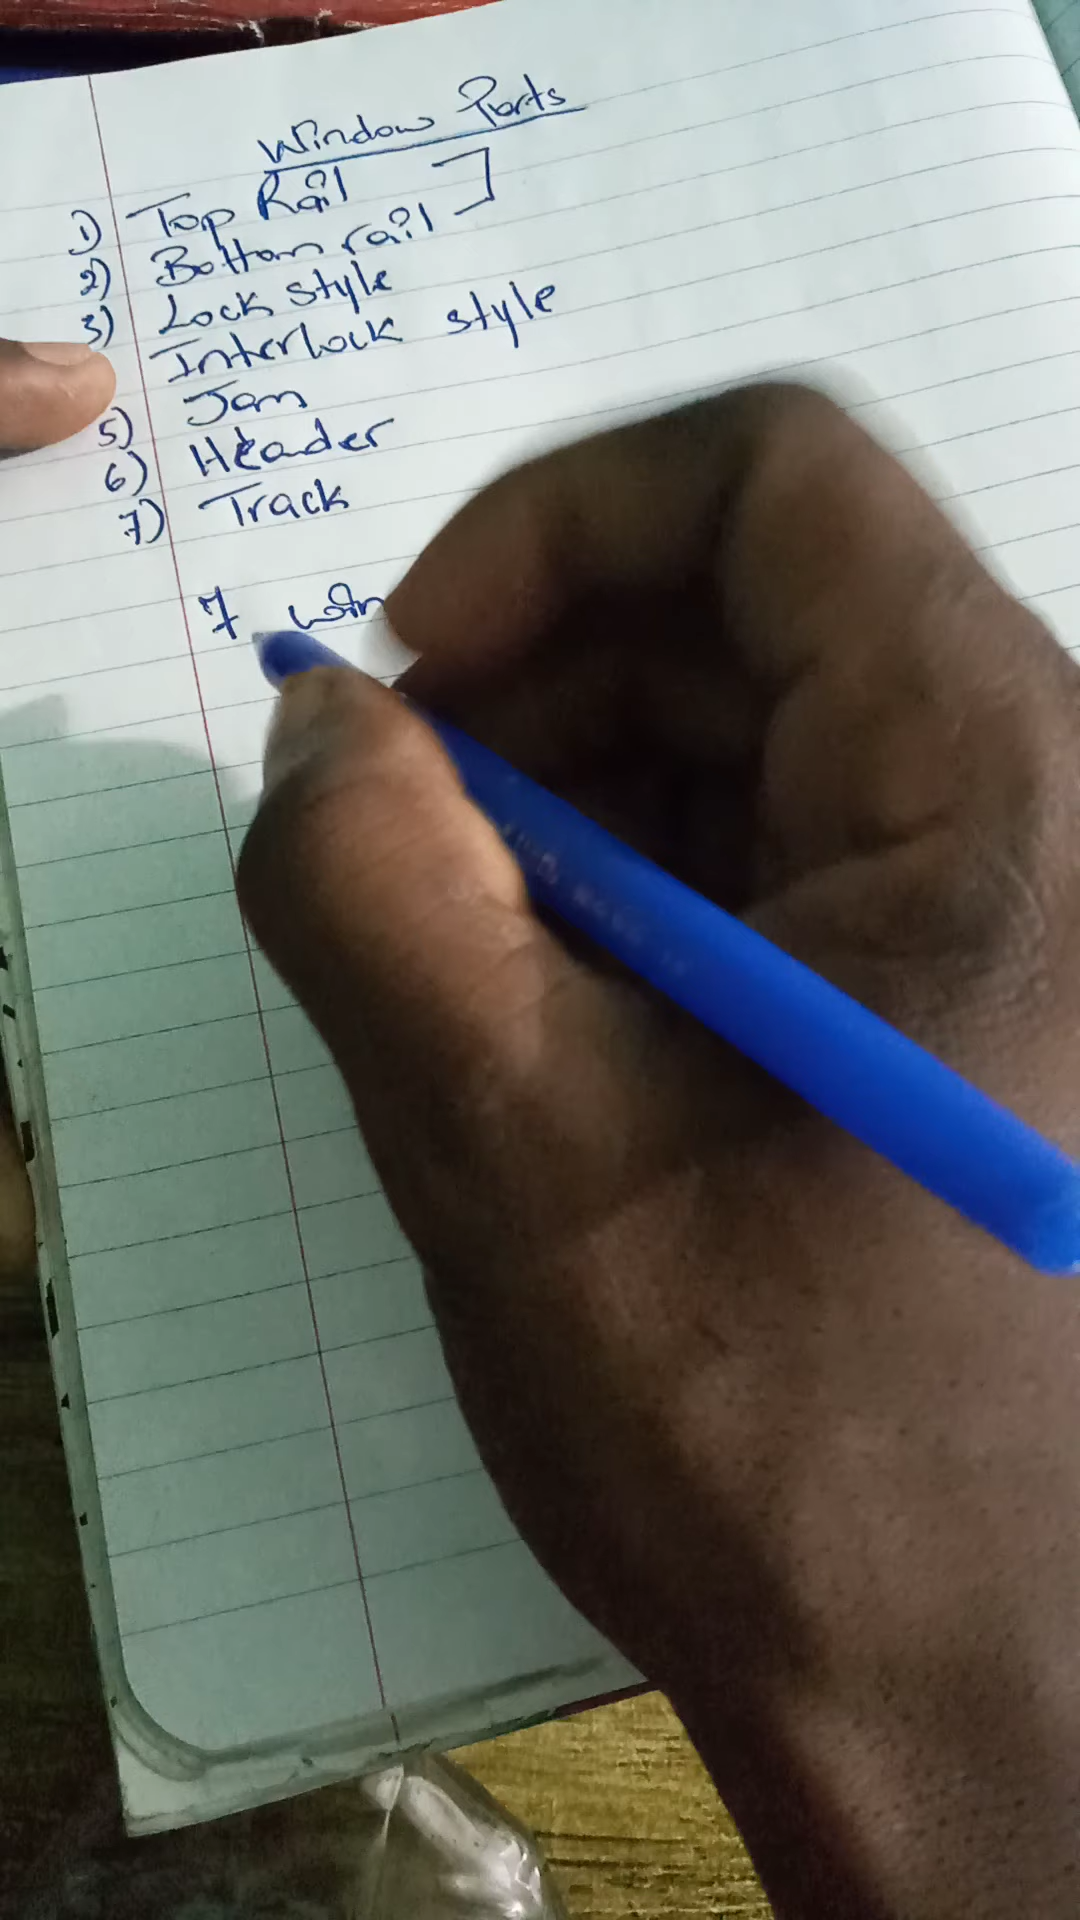 Window Parts
1) Top Rail
2) Bottom rail
3) Lock style
Interlock style
5) Jam
6) Header
7) Track
7 win